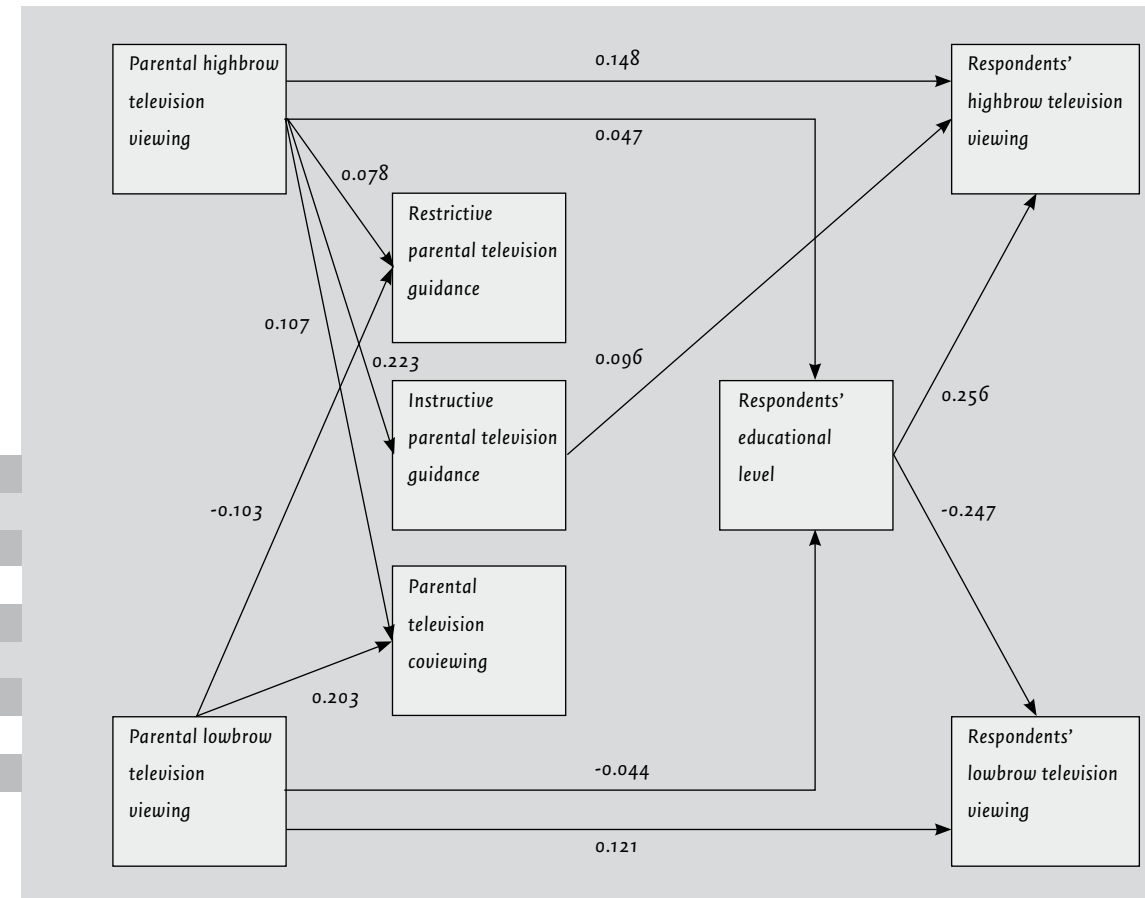 Parental highbrow
television
viewing
0.148
Respondents'
highbrow television
viewing
0.047
0.078
Restrictive
parental television
guidance
0.107
0.223
0.096
Instructive
parental television
guidance
Respondents'
educational
level
0.256
-0.103
-0.247
Parental
television
coviewing
0.203
Parental lowbrow
television
viewing
-0.044
Respondents'
lowbrow television
viewing
0.121